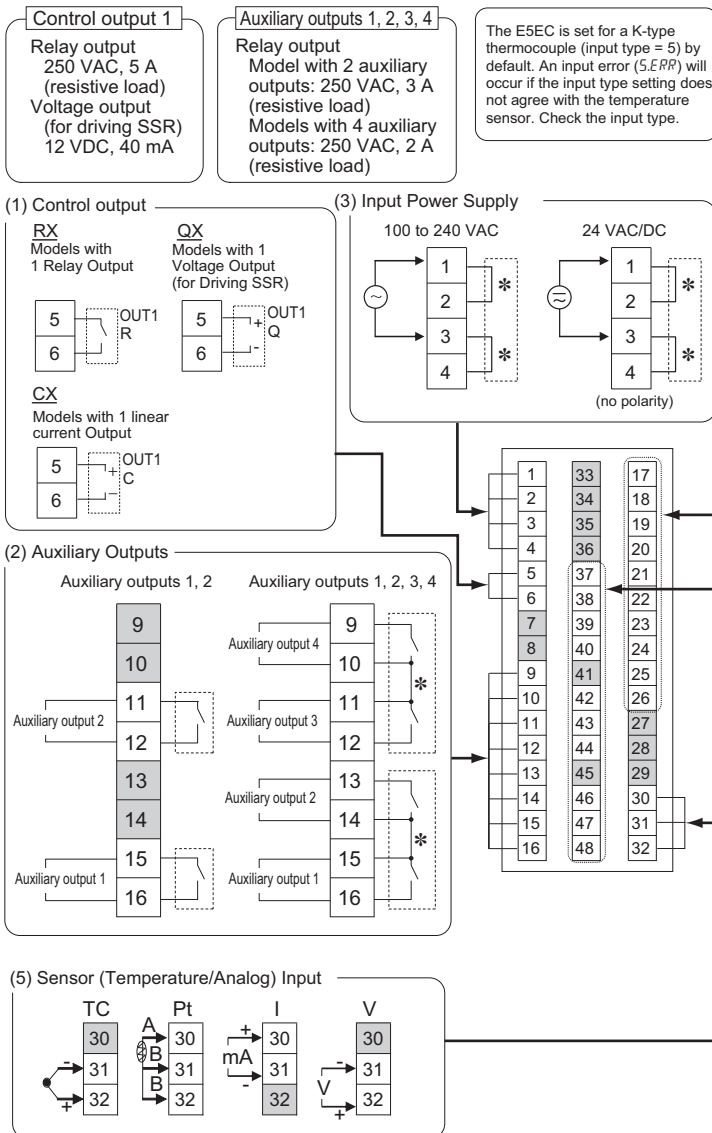 Control output 1
Relay output
250 VAC, 5 A
(resistive load)
Voltage output
(for driving SSR)
12 VDC, 40 mA
Auxiliary outputs 1, 2, 3, 4
Relay output
Model with 2 auxiliary
outputs: 250 VAC, 3 A
(resistive load)
Models with 4 auxiliary
outputs: 250 VAC, 2 A
(resistive load)
The E5EC is set for a K-type
thermocouple (input type = 5) by
default. An input error (S.ERR) will
occur if the input type setting does
not agree with the temperature
sensor. Check the input type.
(1) Control output
RX
Models with
1 Relay Output
5
6
OUT1
R
QX
Models with 1
Voltage Output
(for Driving SSR)
5
6
+
-
OUT1
Q
CX
Models with 1 linear
current Output
5
6
+
-
OUT1
C
(3) Input Power Supply
100 to 240 VAC
~
1
2
3
4
*
*
24 VAC/DC
1
2
3
4
*
*
(no polarity)
(2) Auxiliary Outputs
Auxiliary outputs 1, 2
9
10
11
12
13
14
15
16
Auxiliary output 2
Auxiliary output 1
Auxiliary outputs 1, 2, 3, 4
9
10
11
12
13
14
15
16
Auxiliary output 4
Auxiliary output 3
Auxiliary output 2
Auxiliary output 1
*
*
1
2
3
4
5
6
7
8
9
10
11
12
13
14
15
16
33
34
35
36
37
38
39
40
41
42
43
44
45
46
47
48
17
18
19
20
21
22
23
24
25
26
27
28
29
30
31
32
(5) Sensor (Temperature/Analog) Input
TC
30
31
32
-
+
Pt
A
B
B
30
31
32
I
+
mA
-
30
31
32
V
-
V
+
30
31
32